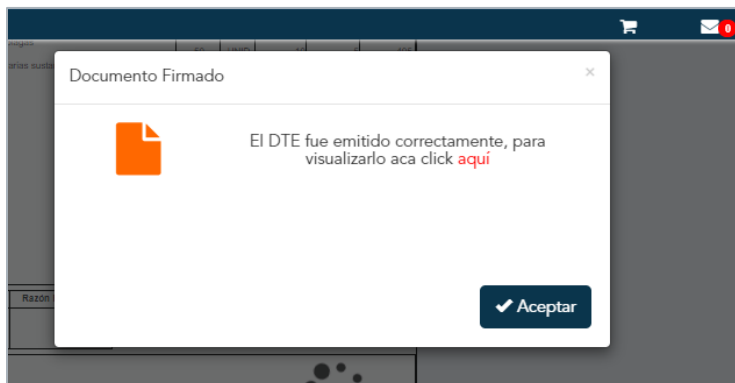 0
Documento Firmado ×
El DTE fue emitido correctamente, para
visualizarlo aca click aquí
Razón
✔ Aceptar